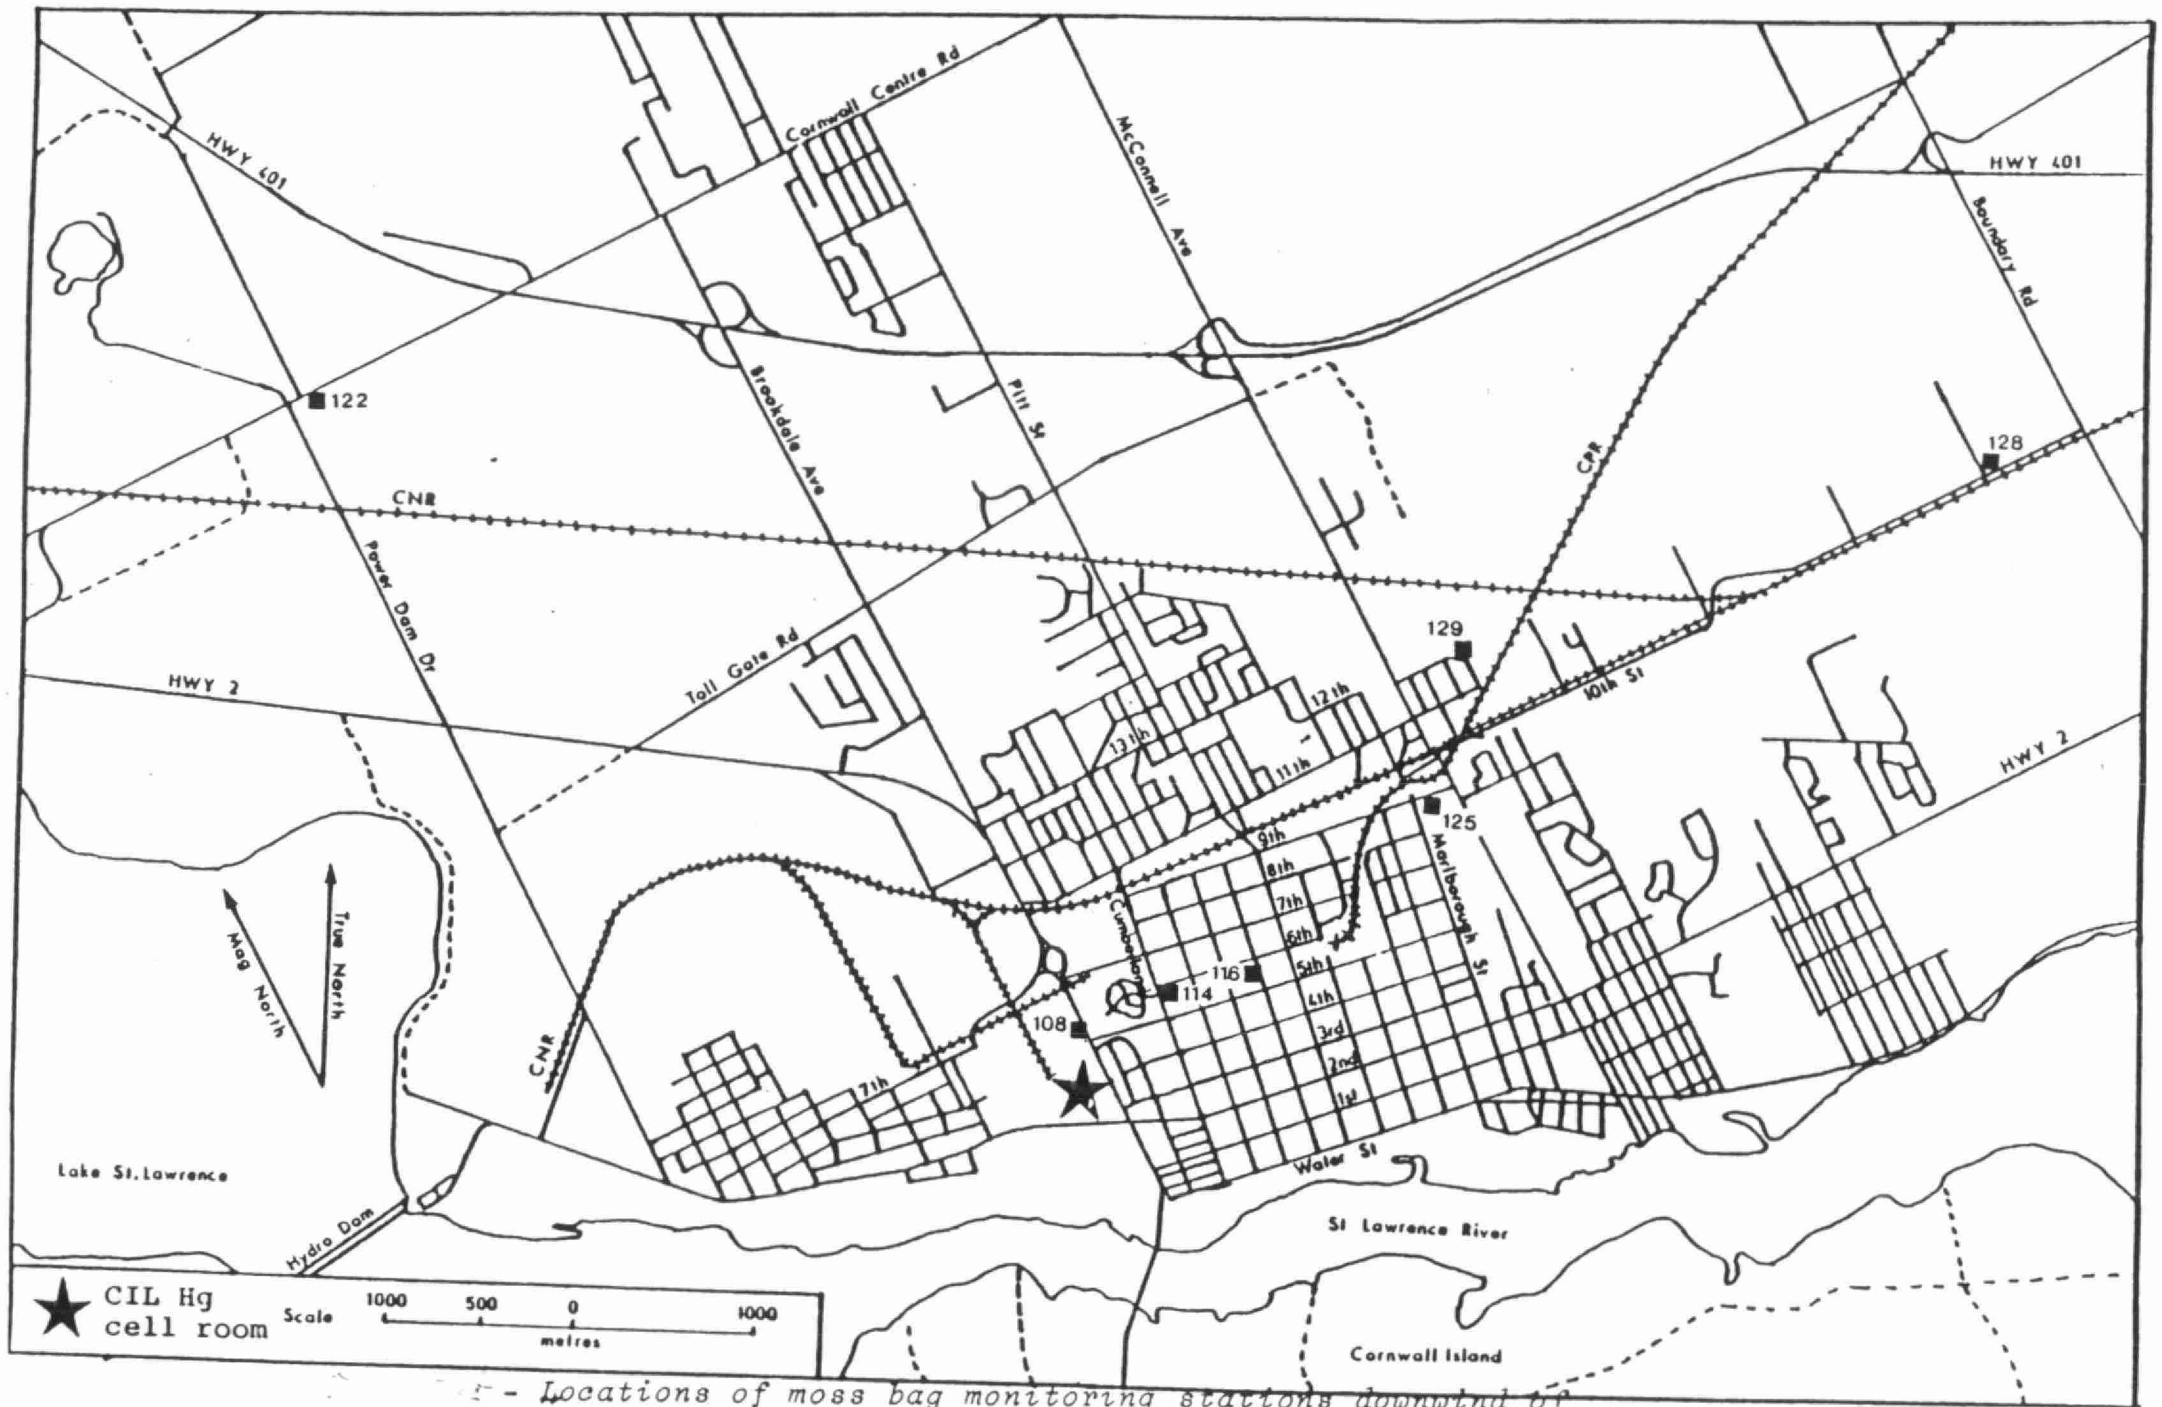 Cornwall Centre Rd
HWY 401
McConnell Ave
HWY 401
Boundary Rd
122
Brookdale Ave
Pitt St
CPR
128
CNR
Power Dam Dr
129
Toll Gate Rd
10th St
HWY 2
12th
13th
11th
HWY 2
125
9th
8th
Marlborough St
7th
6th
True North
Mag North
116
5th
114
4th
108
3rd
CNR
2nd
7th
1st
Water St
Lake St. Lawrence
Hydro Dam
St Lawrence River
CIL Hg
cell room
Scale
1000 500 0 1000
metres
Cornwall Island
- Locations of moss bag monitoring stations downwind of